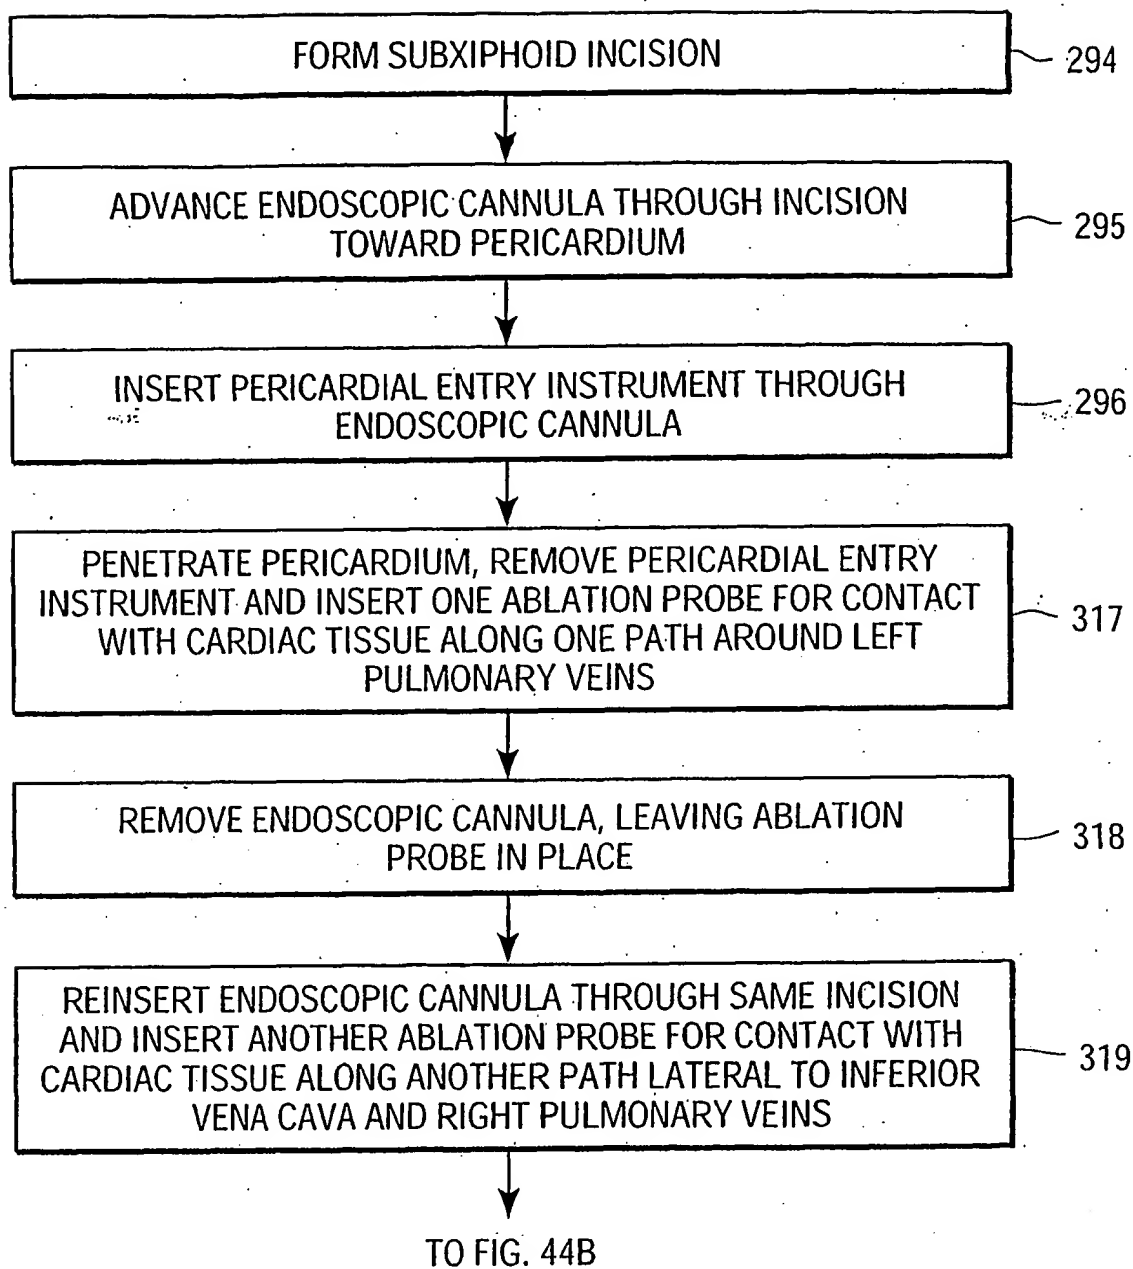 FORM SUBXIPHOID INCISION
294
ADVANCE ENDOSCOPIC CANNULA THROUGH INCISION
TOWARD PERICARDIUM
295
INSERT PERICARDIAL ENTRY INSTRUMENT THROUGH
ENDOSCOPIC CANNULA
296
PENETRATE PERICARDIUM, REMOVE PERICARDIAL ENTRY
INSTRUMENT AND INSERT ONE ABLATION PROBE FOR CONTACT
WITH CARDIAC TISSUE ALONG ONE PATH AROUND LEFT
PULMONARY VEINS
317
REMOVE ENDOSCOPIC CANNULA, LEAVING ABLATION
PROBE IN PLACE
318
REINSERT ENDOSCOPIC CANNULA THROUGH SAME INCISION
AND INSERT ANOTHER ABLATION PROBE FOR CONTACT WITH
CARDIAC TISSUE ALONG ANOTHER PATH LATERAL TO INFERIOR
VENA CAVA AND RIGHT PULMONARY VEINS
319
TO FIG. 44B